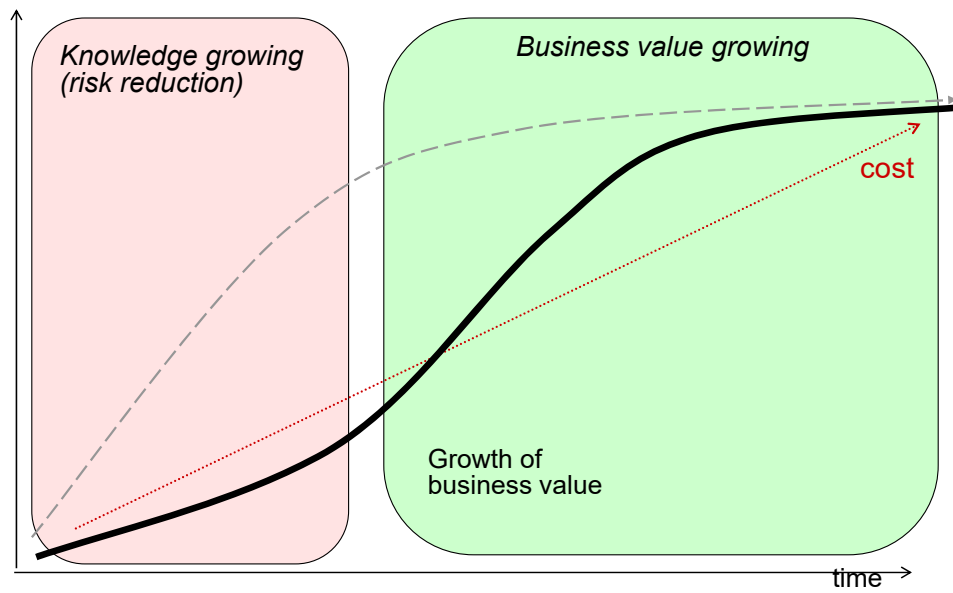 Knowledge growing
(risk reduction)
Business value growing
cost
Growth of
business value
time